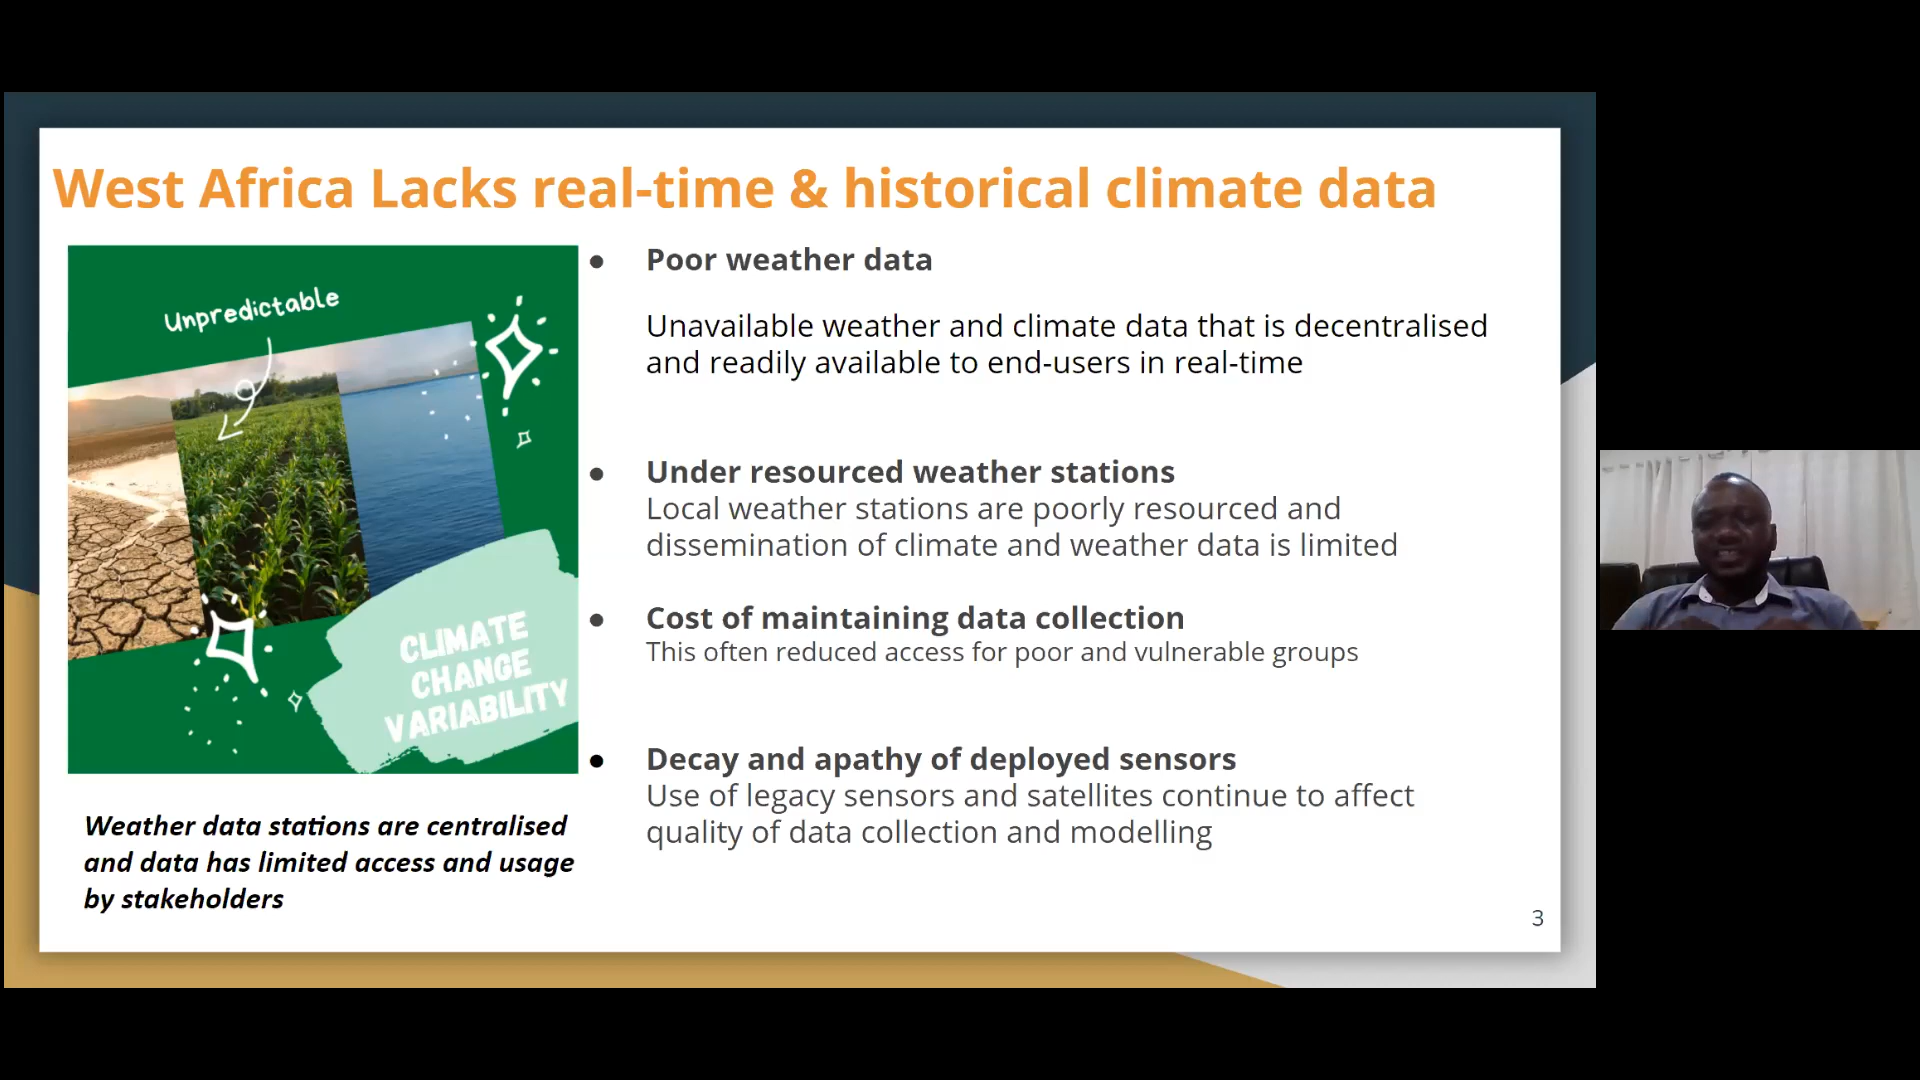 West Africa Lacks real-time & historical climate data
Unpredictable
CLIMATE
CHANGE
VARIABILITY
Weather data stations are centralised
and data has limited access and usage
by stakeholders
● Poor weather data
Unavailable weather and climate data that is decentralised
and readily available to end-users in real-time
● Under resourced weather stations
Local weather stations are poorly resourced and
dissemination of climate and weather data is limited
● Cost of maintaining data collection
This often reduced access for poor and vulnerable groups
● Decay and apathy of deployed sensors
Use of legacy sensors and satellites continue to affect
quality of data collection and modelling
3